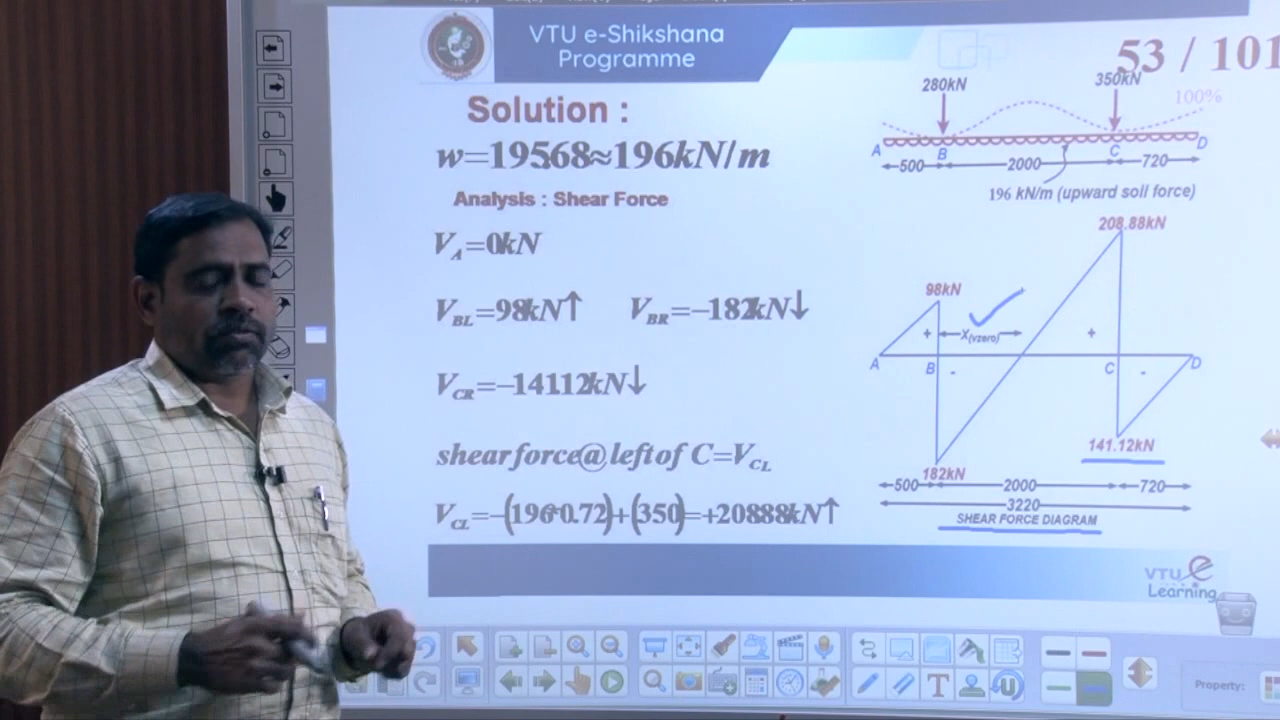 VTU e-Shikshana
Programme
53 / 101
Solution :
w=195.68≈196kN/m
Analysis : Shear Force
V_A=0kN
V_BL=98kN↑ V_BR=-182kN↓
V_CR=-141.12kN↓
shear force@left of C=V_CL
V_CL=-(196*0.72)+(350)=+208.88kN↑
280kN
350kN
100%
A B C D
500 2000 720
196 kN/m (upward soil force)
208.88kN
98kN
+ X(vzero) +
A B - C - D
141.12kN
182kN
500 2000 720
3220
SHEAR FORCE DIAGRAM
VTU e
Learning
T
Property: